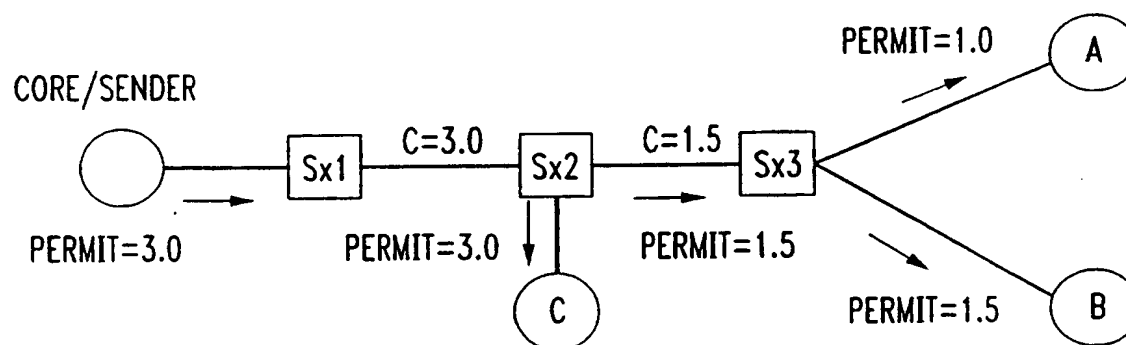 PERMIT=1.0
A
CORE/SENDER
C=3.0
C=1.5
Sx1
Sx2
Sx3
PERMIT=3.0
PERMIT=3.0
PERMIT=1.5
C
PERMIT=1.5
B